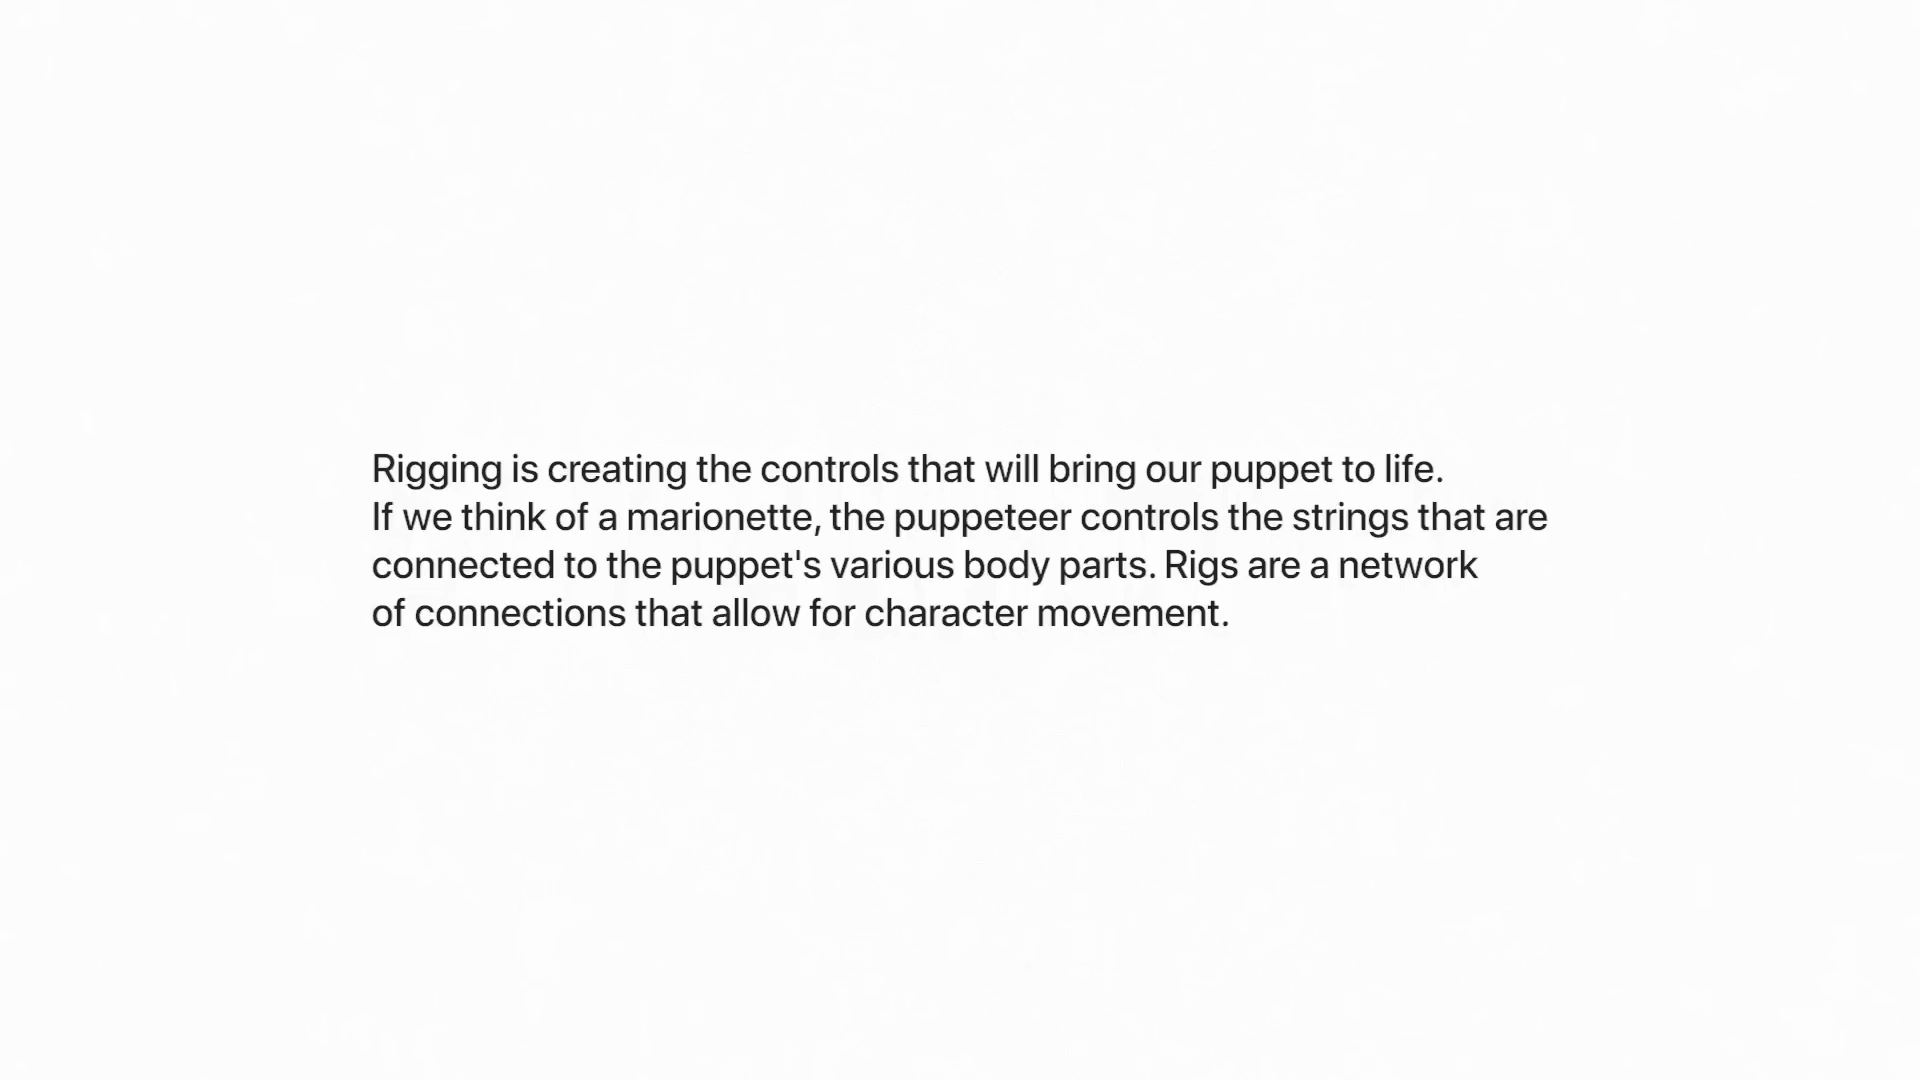 Rigging is creating the controls that will bring our puppet to life.
If we think of a marionette, the puppeteer controls the strings that are
connected to the puppet's various body parts. Rigs are a network
of connections that allow for character movement.